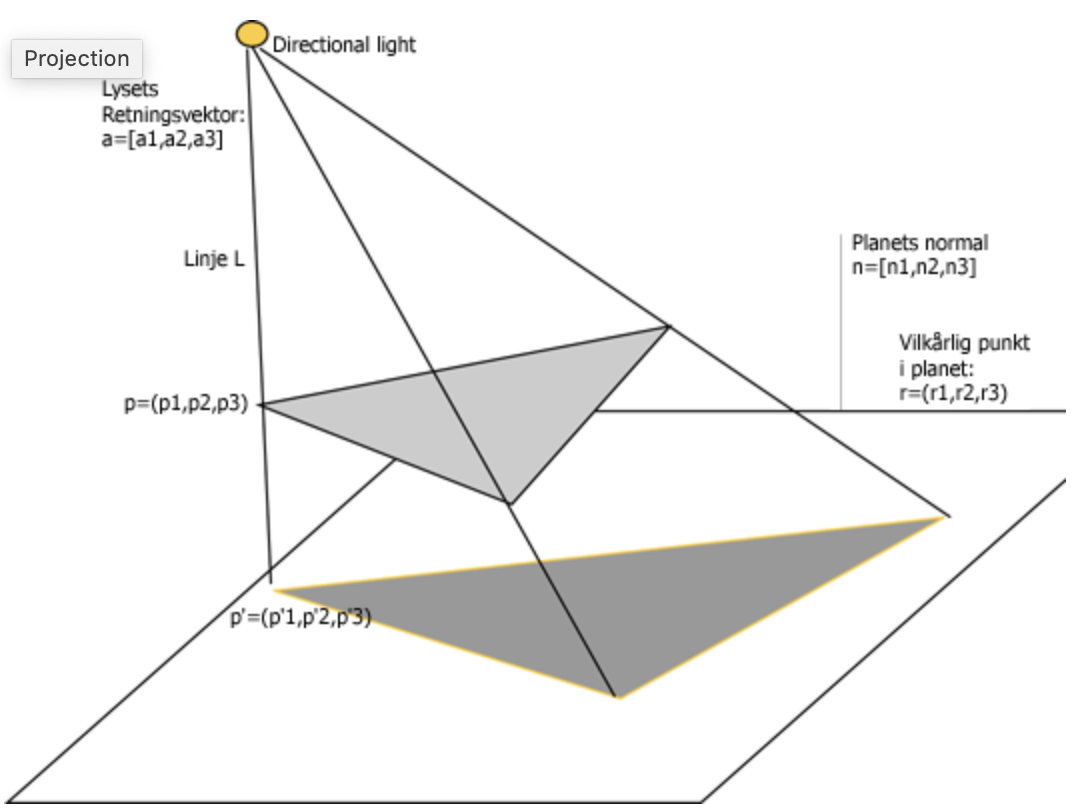 Projection
Directional light
Lysets
Retningsvektor:
a=[a1,a2,a3]
Linje L
Planets normal
n=[n1,n2,n3]
Vilkårlig punkt
i planet:
r=(r1,r2,r3)
p=(p1,p2,p3)
p'=(p'1,p'2,p'3)